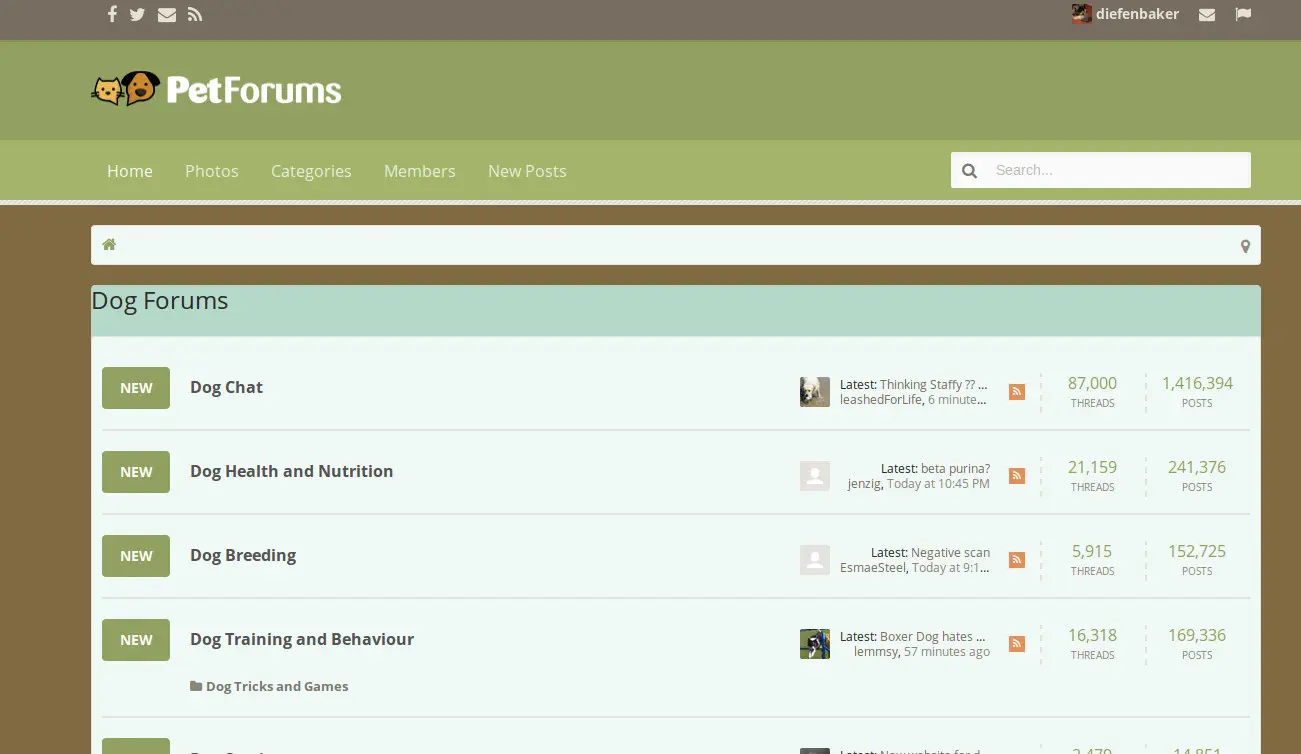 diefenbaker
PetForums
Home Photos Categories Members New Posts Search...
Dog Forums
NEW Dog Chat Latest: Thinking Staffy ?? ... 87,000 1,416,394
leashedForLife, 6 minute... THREADS POSTS
NEW Dog Health and Nutrition Latest: beta purina? 21,159 241,376
jenzig, Today at 10:45 PM THREADS POSTS
NEW Dog Breeding Latest: Negative scan 5,915 152,725
EsmaeSteel, Today at 9:1... THREADS POSTS
NEW Dog Training and Behaviour Latest: Boxer Dog hates ... 16,318 169,336
lemmsy, 57 minutes ago THREADS POSTS
Dog Tricks and Games